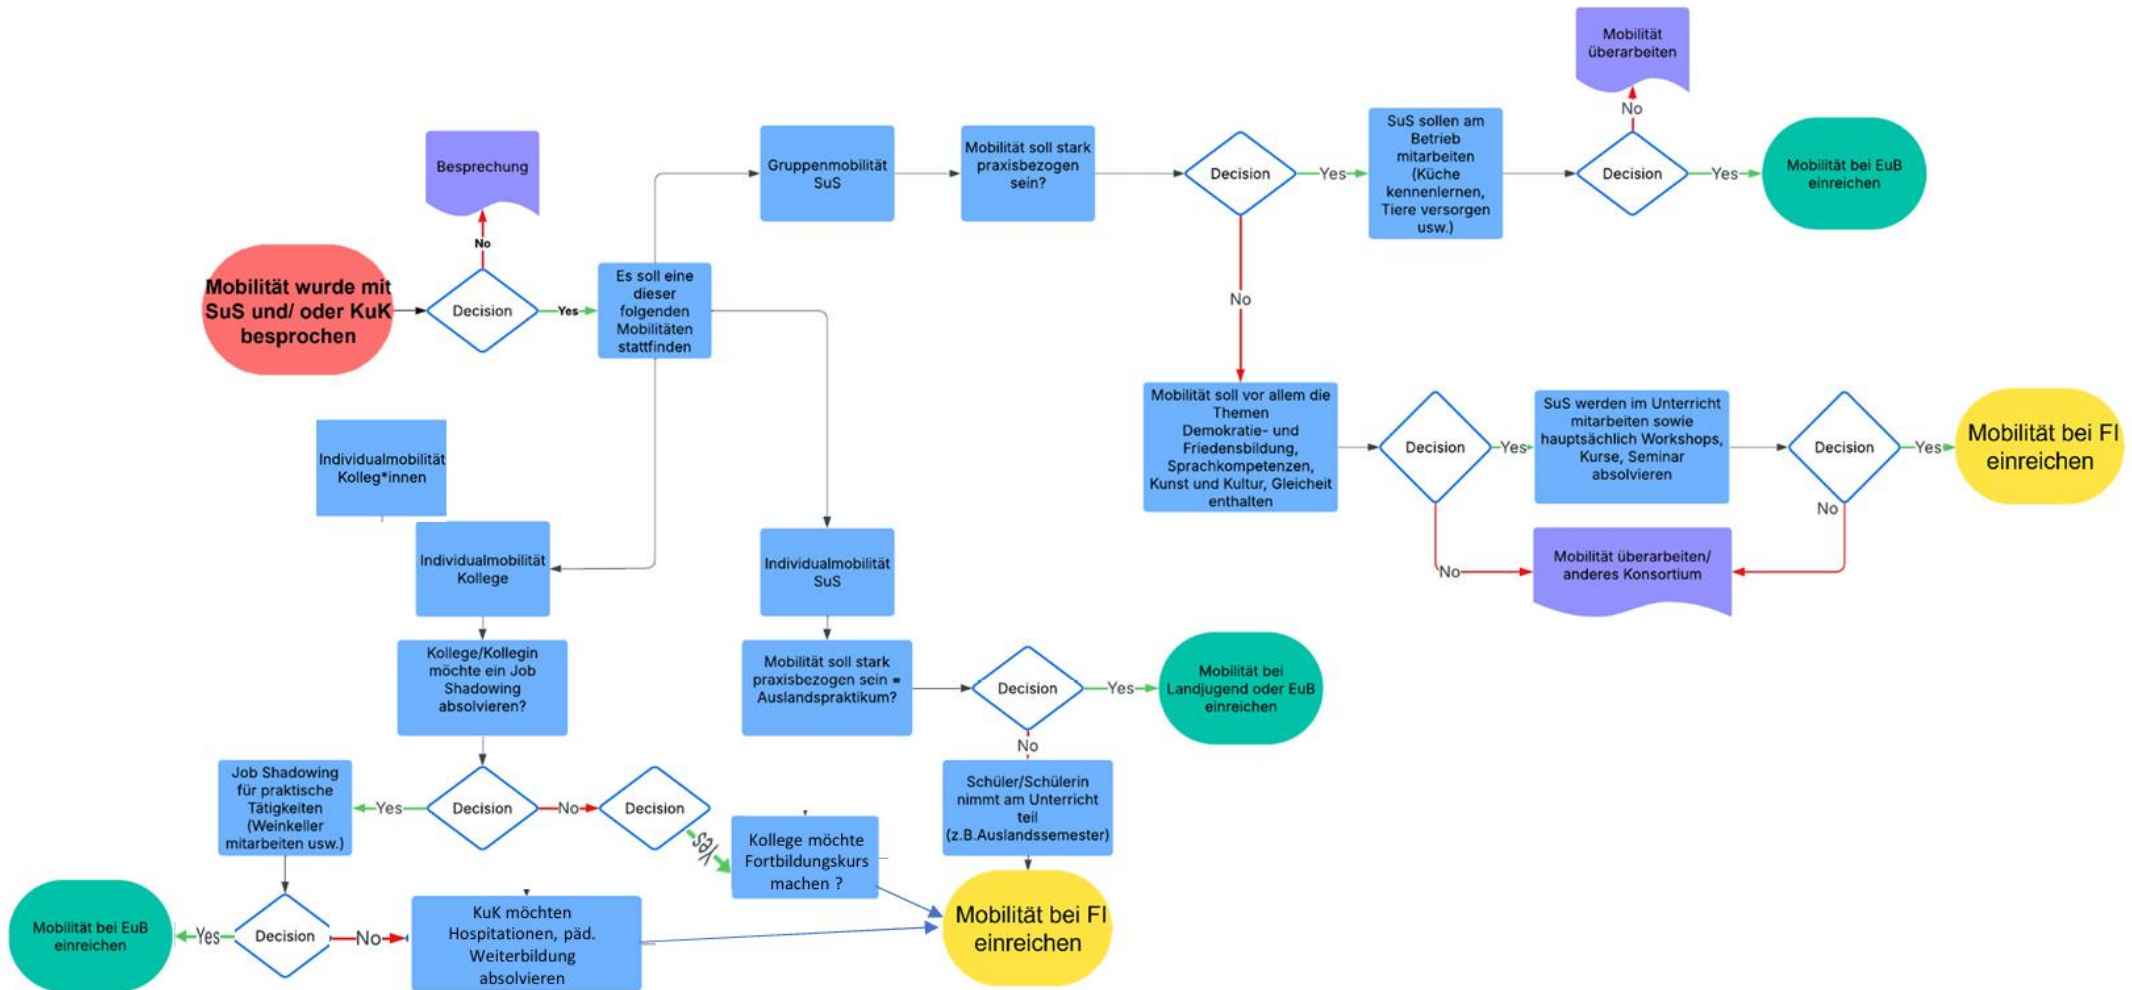 Mobilität wurde mit
SuS und/ oder KuK
besprochen
Decision
No
Besprechung
Yes
Es soll eine
dieser
folgenden
Mobilitäten
stattfinden
Gruppenmobilität
SuS
Mobilität soll stark
praxisbezogen
sein?
Decision
Yes
SuS sollen am
Betrieb
mitarbeiten
(Küche
kennenlernen,
Tiere versorgen
usw.)
Decision
No
Mobilität
überarbeiten
Yes
Mobilität bei EuB
einreichen
No
Mobilität soll vor allem die
Themen
Demokratie- und
Friedensbildung,
Sprachkompetenzen,
Kunst und Kultur, Gleicheit
enthalten
Decision
Yes
SuS werden im Unterricht
mitarbeiten sowie
hauptsächlich Workshops,
Kurse, Seminar
absolvieren
Decision
Yes
Mobilität bei FI
einreichen
No
No
Mobilität überarbeiten/
anderes Konsortium
Individualmobilität
Kolleg*innen
Individualmobilität
Kollege
Kollege/Kollegin
möchte ein Job
Shadowing
absolvieren?
Individualmobilität
SuS
Mobilität soll stark
praxisbezogen sein =
Auslandspraktikum?
Decision
Yes
Mobilität bei
Landjugend oder EuB
einreichen
No
Schüler/Schülerin
nimmt am Unterricht
teil
(z.B.Auslandssemester)
Decision
Yes
Job Shadowing
für praktische
Tätigkeiten
(Weinkeller
mitarbeiten usw.)
No
Decision
Yes
Kollege möchte
Fortbildungskurs
machen ?
Decision
Yes
Mobilität bei EuB
einreichen
No
KuK möchten
Hospitationen, päd.
Weiterbildung
absolvieren
Mobilität bei FI
einreichen